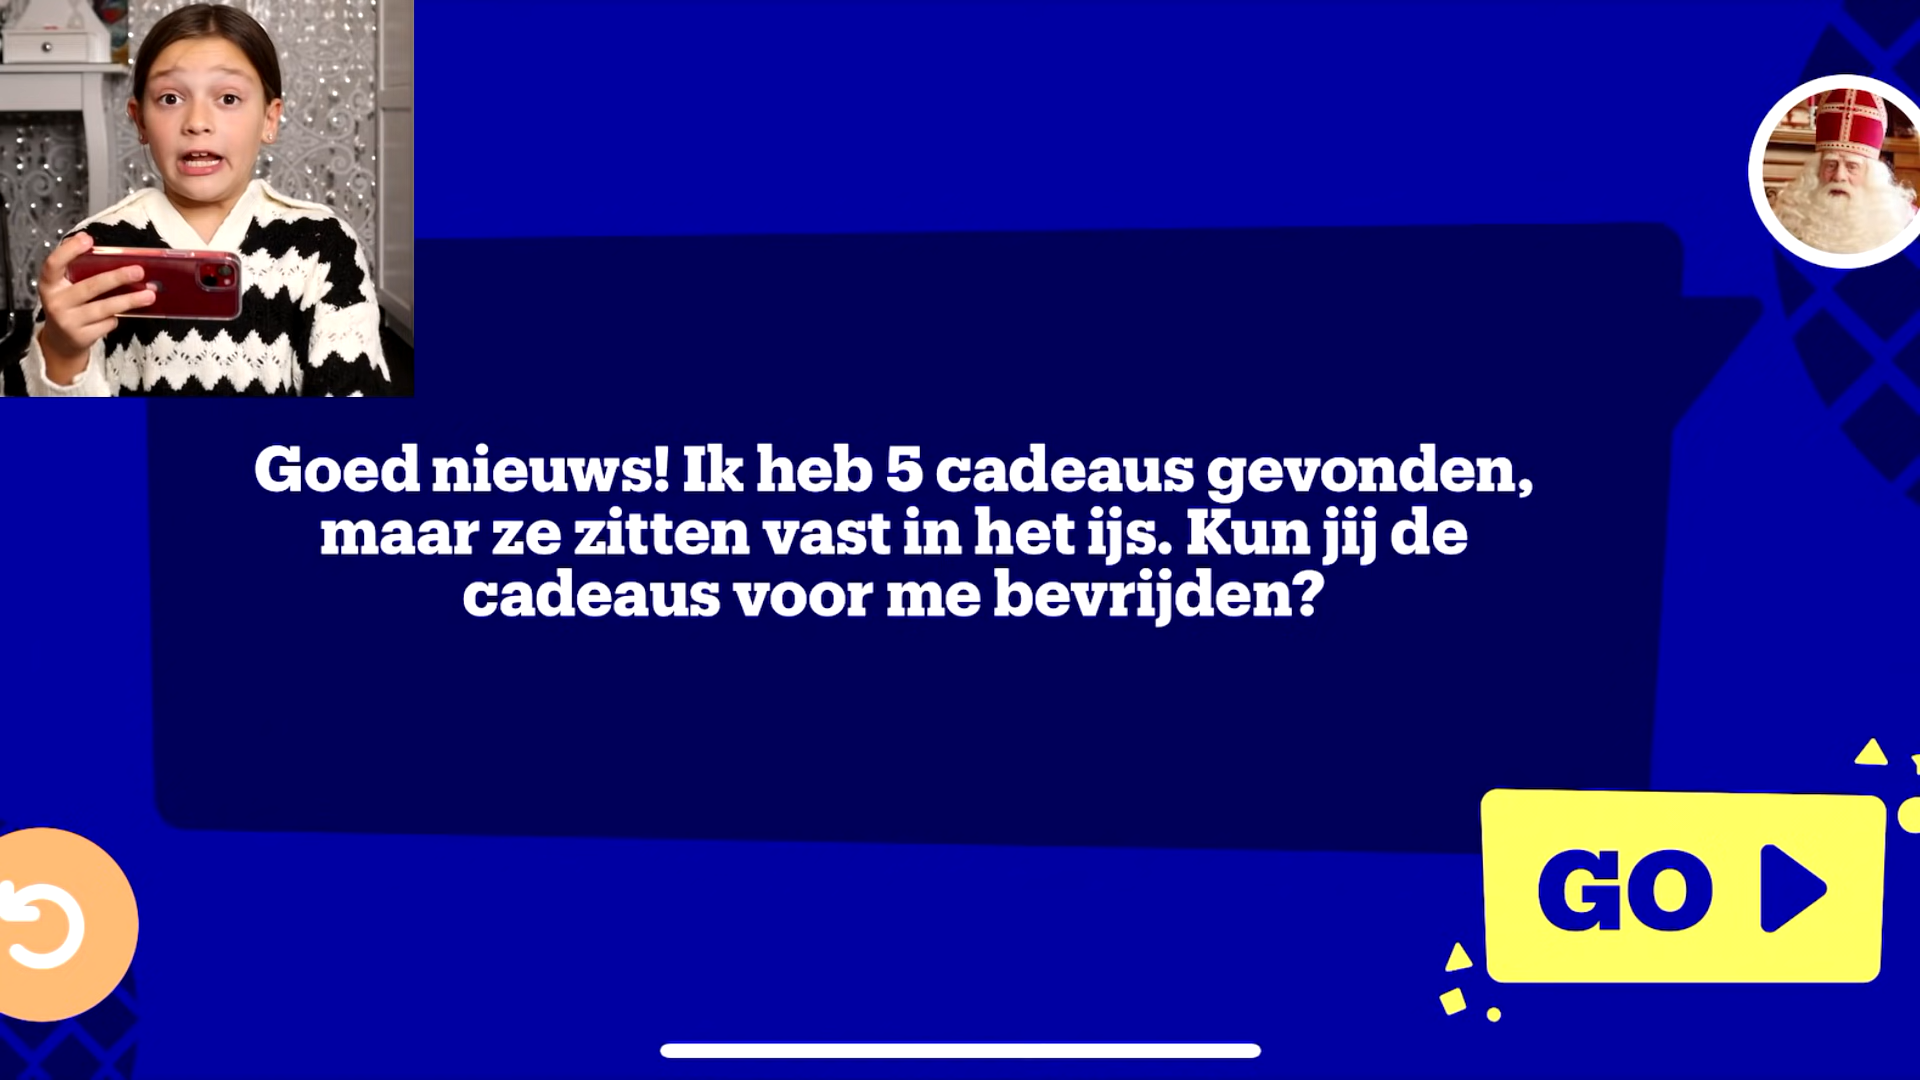 Goed nieuws! Ik heb 5 cadeaus gevonden,
maar ze zitten vast in het ijs. Kun jij de
cadeaus voor me bevrijden?
GO